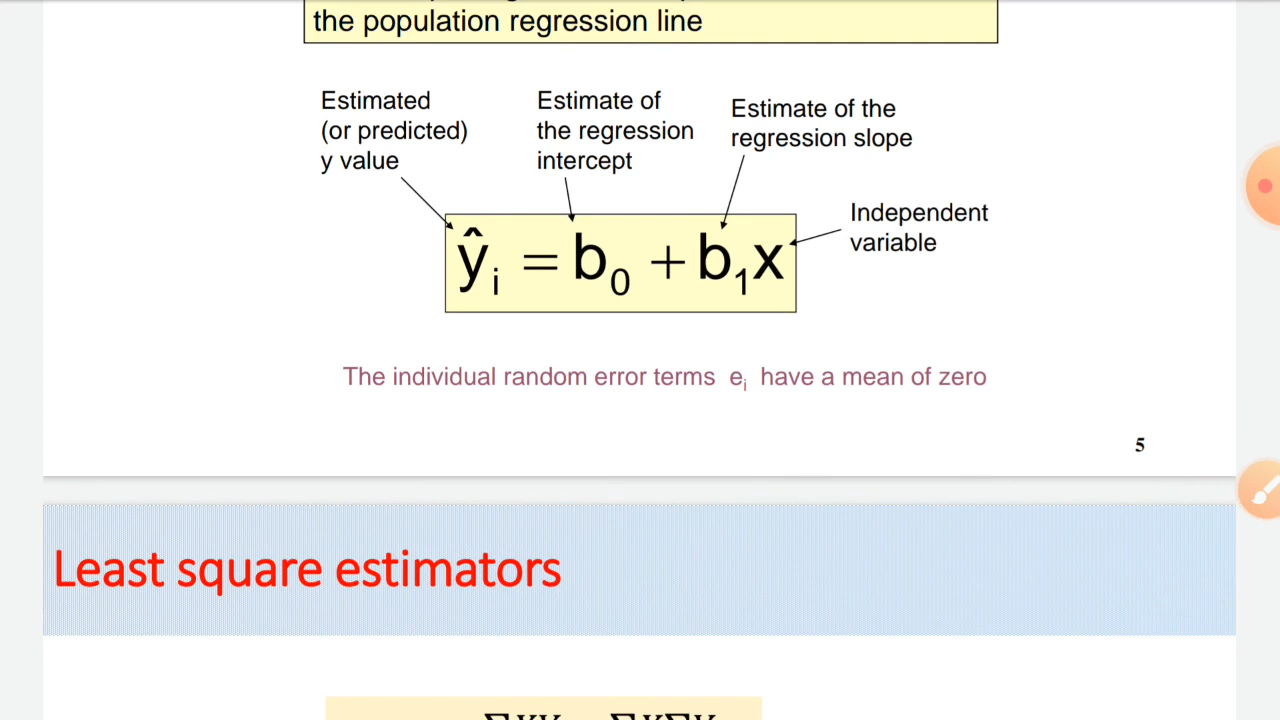 the population regression line
Estimated
(or predicted)
y value
Estimate of
the regression
intercept
Estimate of the
regression slope
Independent
variable
ŷᵢ = b₀ + b₁x
The individual random error terms eᵢ have a mean of zero
5
Least square estimators